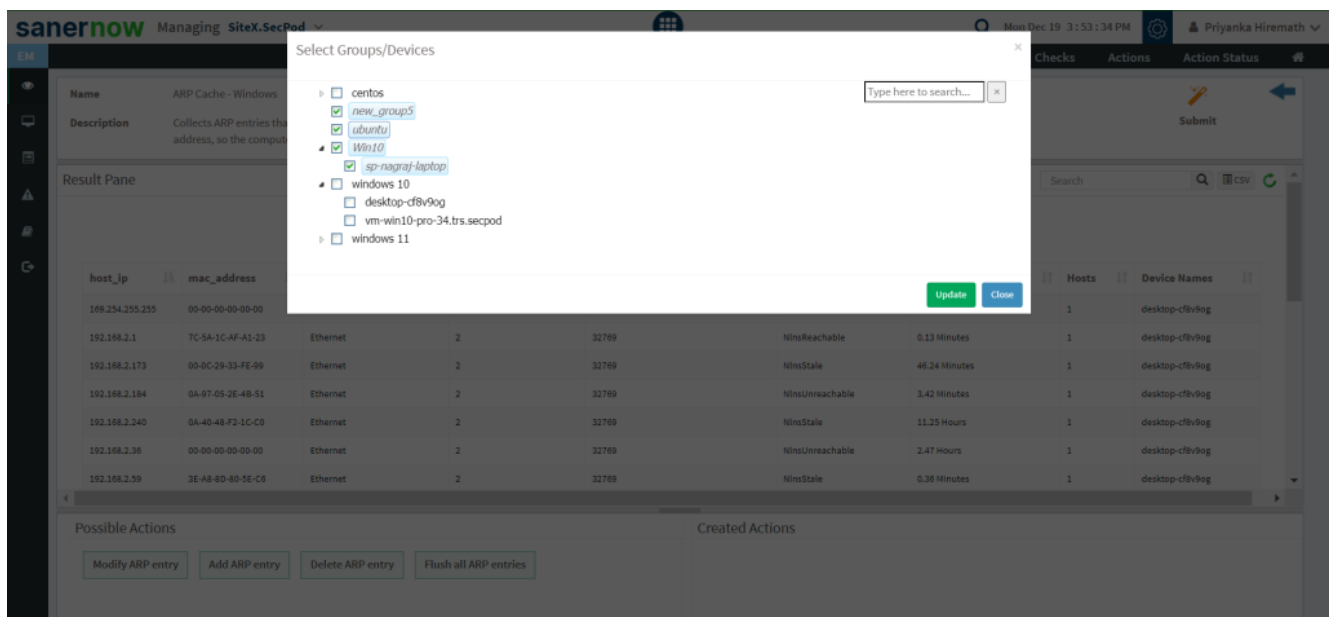 sanernow Managing SiteX.SecPod Mon Dec 19 3:53:34 PM Priyanka Hiremath
EM Checks Actions Action Status
Select Groups/Devices ×
centos
new_group5
ubuntu
Win10
sp-nagraj-laptop
windows 10
desktop-cf8v9og
vm-win10-pro-34.trs.secpod
windows 11
Type here to search... ×
Update Close
Name ARP Cache - Windows
Description Collects ARP entries tha
address, so the comput
Submit
Result Pane Search CSV
host_ip mac_address Hosts Device Names
169.254.255.255 00-00-00-00-00-00 1 desktop-cf8v9og
192.168.2.1 7C-5A-1C-AF-A1-23 Ethernet 2 32769 NlnsReachable 0.13 Minutes 1 desktop-cf8v9og
192.168.2.173 00-0C-29-33-FE-99 Ethernet 2 32769 NlnsStale 46.24 Minutes 1 desktop-cf8v9og
192.168.2.184 0A-97-05-2E-4B-51 Ethernet 2 32769 NlnsUnreachable 3.42 Minutes 1 desktop-cf8v9og
192.168.2.240 0A-40-48-F2-1C-C0 Ethernet 2 32769 NlnsStale 11.25 Hours 1 desktop-cf8v9og
192.168.2.36 00-00-00-00-00-00 Ethernet 2 32769 NlnsUnreachable 2.47 Hours 1 desktop-cf8v9og
192.168.2.59 3E-A8-8D-80-5E-C6 Ethernet 2 32769 NlnsStale 0.36 Minutes 1 desktop-cf8v9og
Possible Actions Created Actions
Modify ARP entry Add ARP entry Delete ARP entry Flush all ARP entries